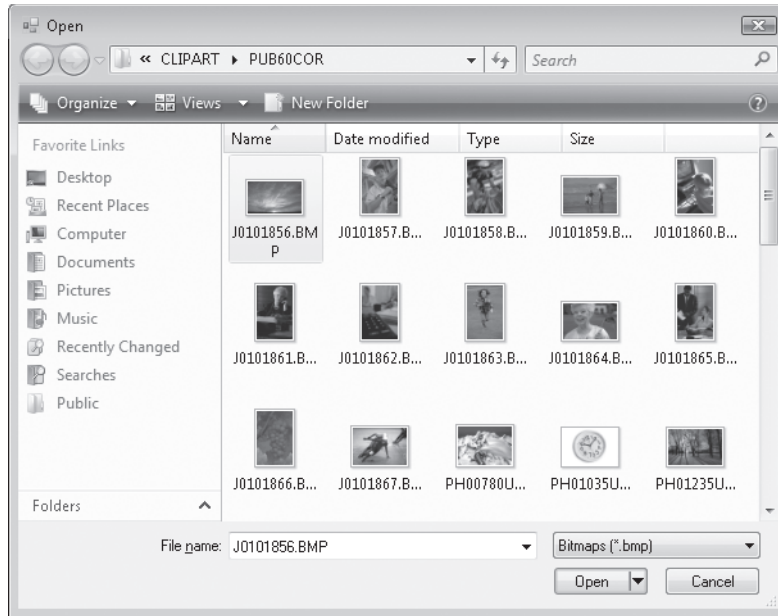 Open
« CLIPART ▸ PUB60COR
Search
Organize
Views
New Folder
Favorite Links
Desktop
Recent Places
Computer
Documents
Pictures
Music
Recently Changed
Searches
Public
Folders
Name Date modified Type Size
J0101856.BM
p
J0101857.B... J0101858.B... J0101859.B... J0101860.B...
J0101861.B... J0101862.B... J0101863.B... J0101864.B... J0101865.B...
J0101866.B... J0101867.B... PH00780U... PH01035U... PH01235U...
File name: J0101856.BMP
Bitmaps (*.bmp)
Open
Cancel